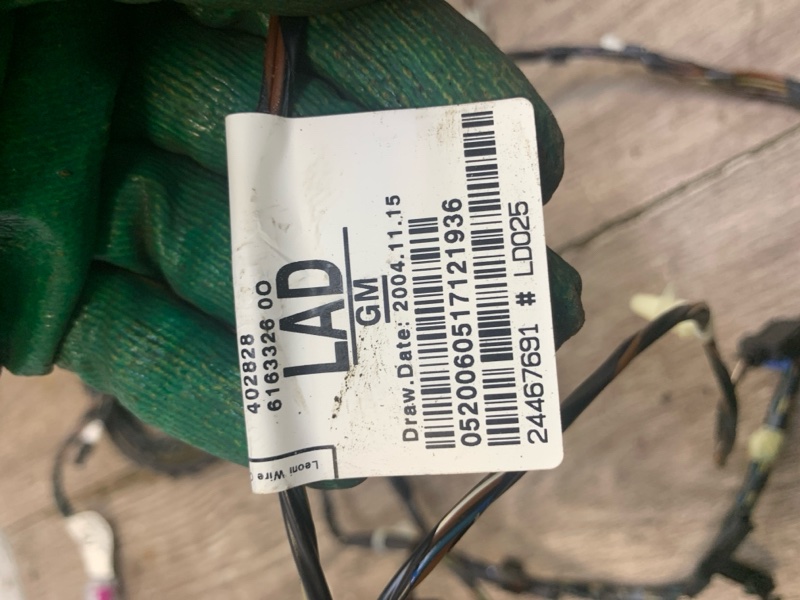 402828
6163326 00
LAD
GM
Draw.Date: 2004.11.15
0520060517121936
24467691 # LD025
Leoni Wire